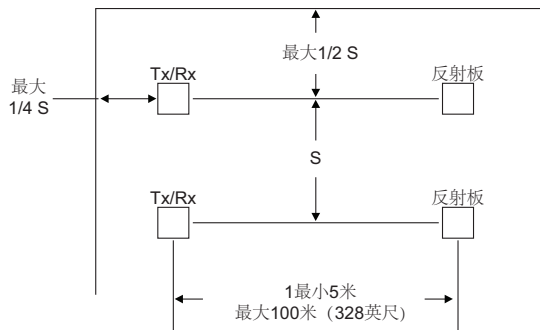 最大1/2 S
Tx/Rx
反射板
最大
1/4 S
S
Tx/Rx
反射板
1最小5米
最大100米（328英尺）